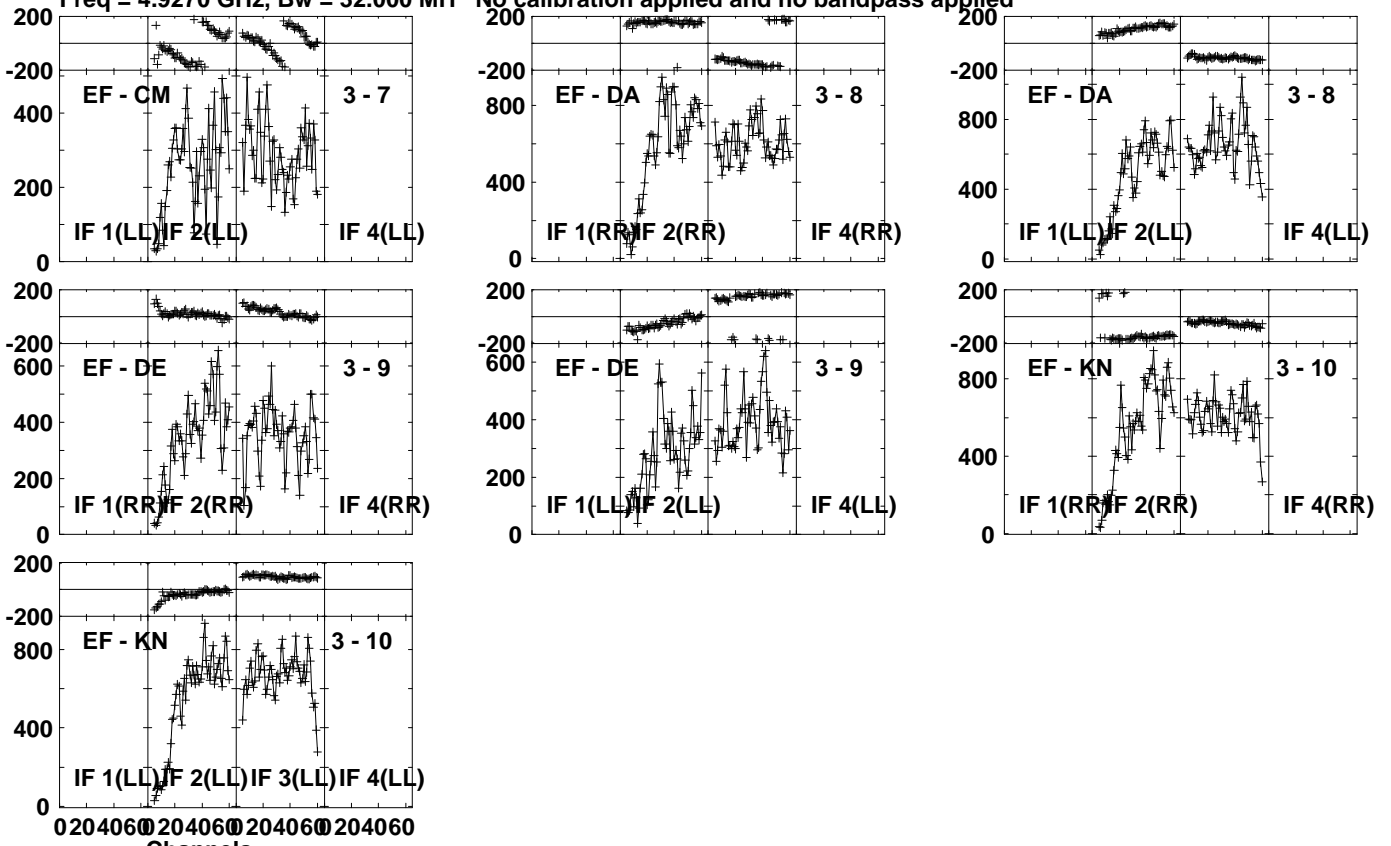 Freq = 4.9270 GHz, Bw = 32.000 MH No calibration applied and no bandpass applied
200
-200
EF - CM 3 - 7
400
200
0
IF 1(LL) IF 2(LL) IF 4(LL)
200
-200
EF - DA 3 - 8
800
400
0
IF 1(RR) IF 2(RR) IF 4(RR)
200
-200
EF - DA 3 - 8
800
400
0
IF 1(LL) IF 2(LL) IF 4(LL)
200
-200
EF - DE 3 - 9
600
400
200
0
IF 1(RR) IF 2(RR) IF 4(RR)
200
-200
EF - DE 3 - 9
600
400
200
0
IF 1(LL) IF 2(LL) IF 4(LL)
200
-200
EF - KN 3 - 10
800
400
0
IF 1(RR) IF 2(RR) IF 4(RR)
200
-200
EF - KN 3 - 10
800
400
0
IF 1(LL) IF 2(LL) IF 3(LL) IF 4(LL)
0 20 40 60 0 20 40 60 0 20 40 60 0 20 40 60
Channels